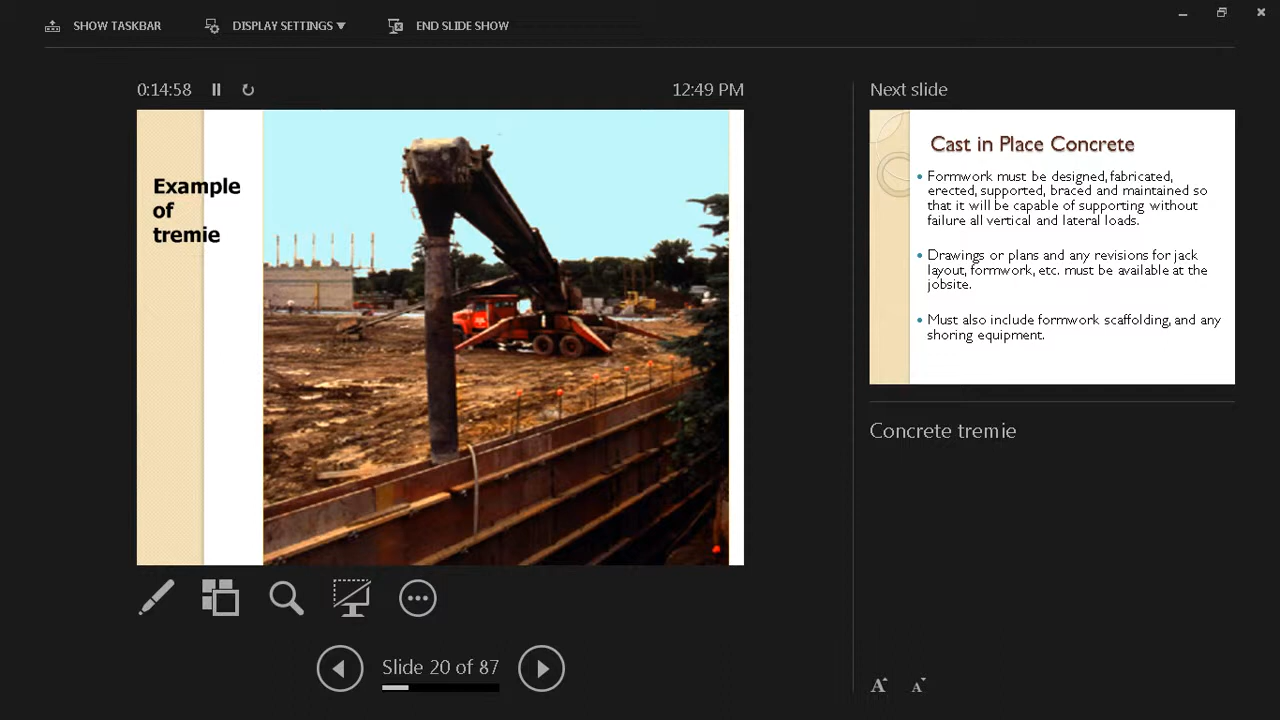 SHOW TASKBAR
DISPLAY SETTINGS
END SLIDE SHOW
0:14:58
12:49 PM
Example
of
tremie
Slide 20 of 87
Next slide
Cast in Place Concrete
• Formwork must be designed, fabricated,
erected, supported, braced and maintained so
that it will be capable of supporting without
failure all vertical and lateral loads.
• Drawings or plans and any revisions for jack
layout, formwork, etc. must be available at the
jobsite.
• Must also include formwork scaffolding, and any
shoring equipment.
Concrete tremie
A A